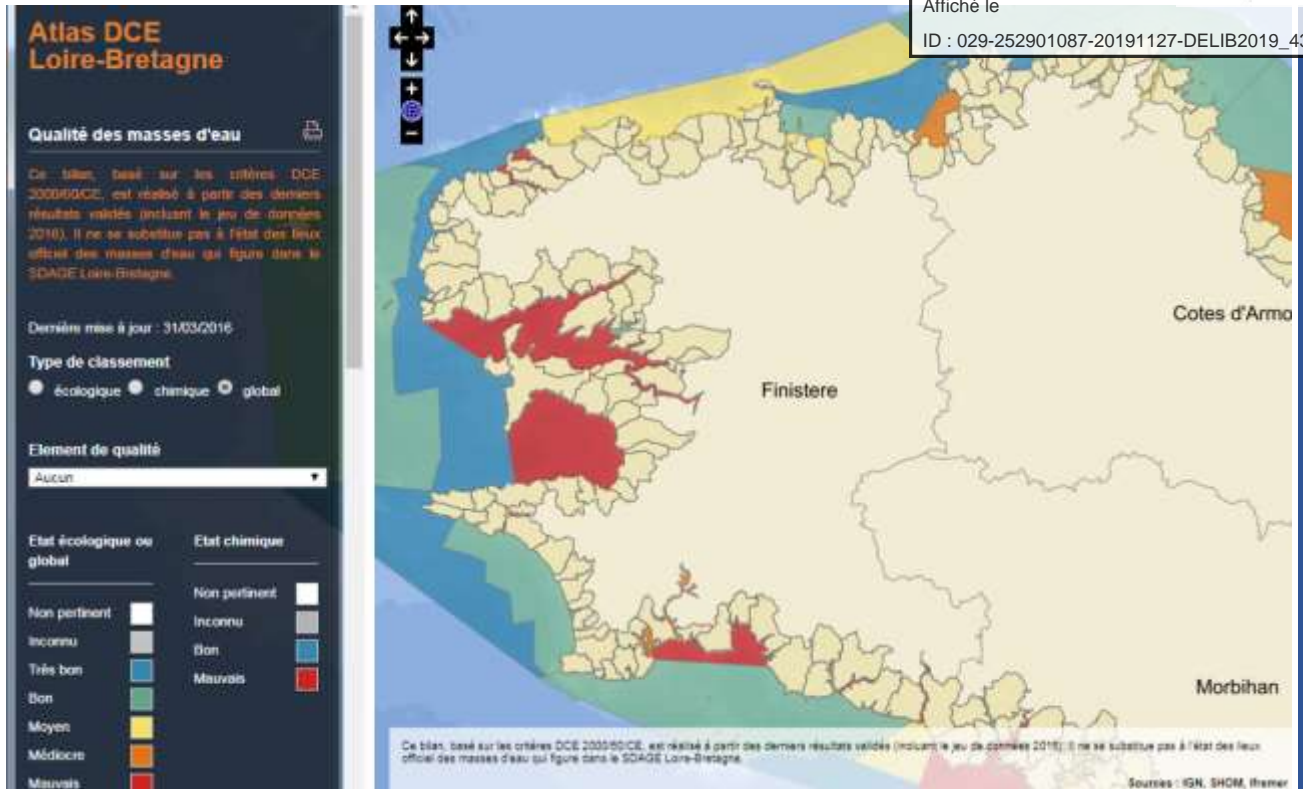 Affiché le
ID : 029-252901087-20191127-DELIB2019_43
Atlas DCE
Loire-Bretagne
Qualité des masses d'eau
Ce bilan, basé sur les critères DCE
2000/60/CE, est réalisé à partir des derniers
résultats validés (incluant le jeu de données
2016). Il ne se substitue pas à l'état des lieux
officiel des masses d'eau qui figure dans le
SDAGE Loire-Bretagne.
Dernière mise à jour : 31/03/2016
Type de classement
écologique chimique global
Element de qualité
Aucun
Etat écologique ou
global
Non pertinent
Inconnu
Très bon
Bon
Moyen
Médiocre
Mauvais
Etat chimique
Non pertinent
Inconnu
Bon
Mauvais
Cotes d'Armo
Finistere
Morbihan
Ce bilan, basé sur les critères DCE 2000/60/CE, est réalisé à partir des derniers résultats validés (incluant le jeu de données 2016). Il ne se substitue pas à l'état des lieux
officiel des masses d'eau qui figure dans le SDAGE Loire-Bretagne.
Sources : IGN, SHOM, Ifremer